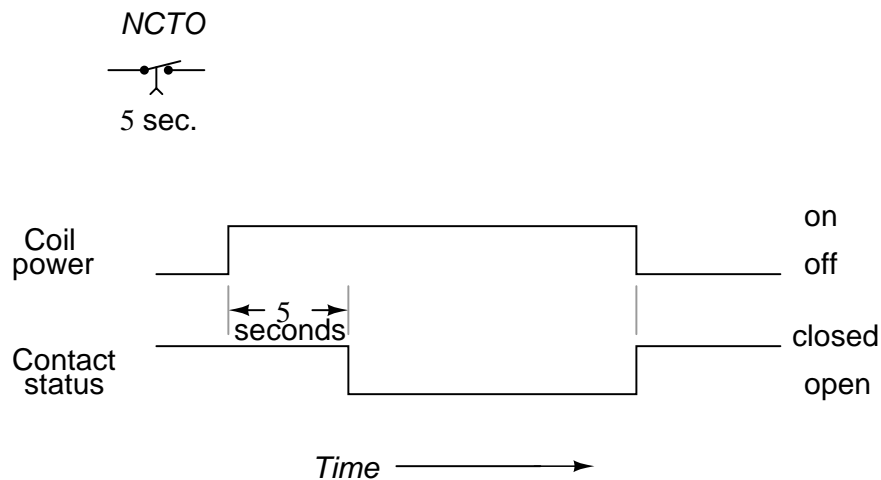 NCTO
5 sec.
Coil
power
on
off
5
seconds
Contact
status
closed
open
Time